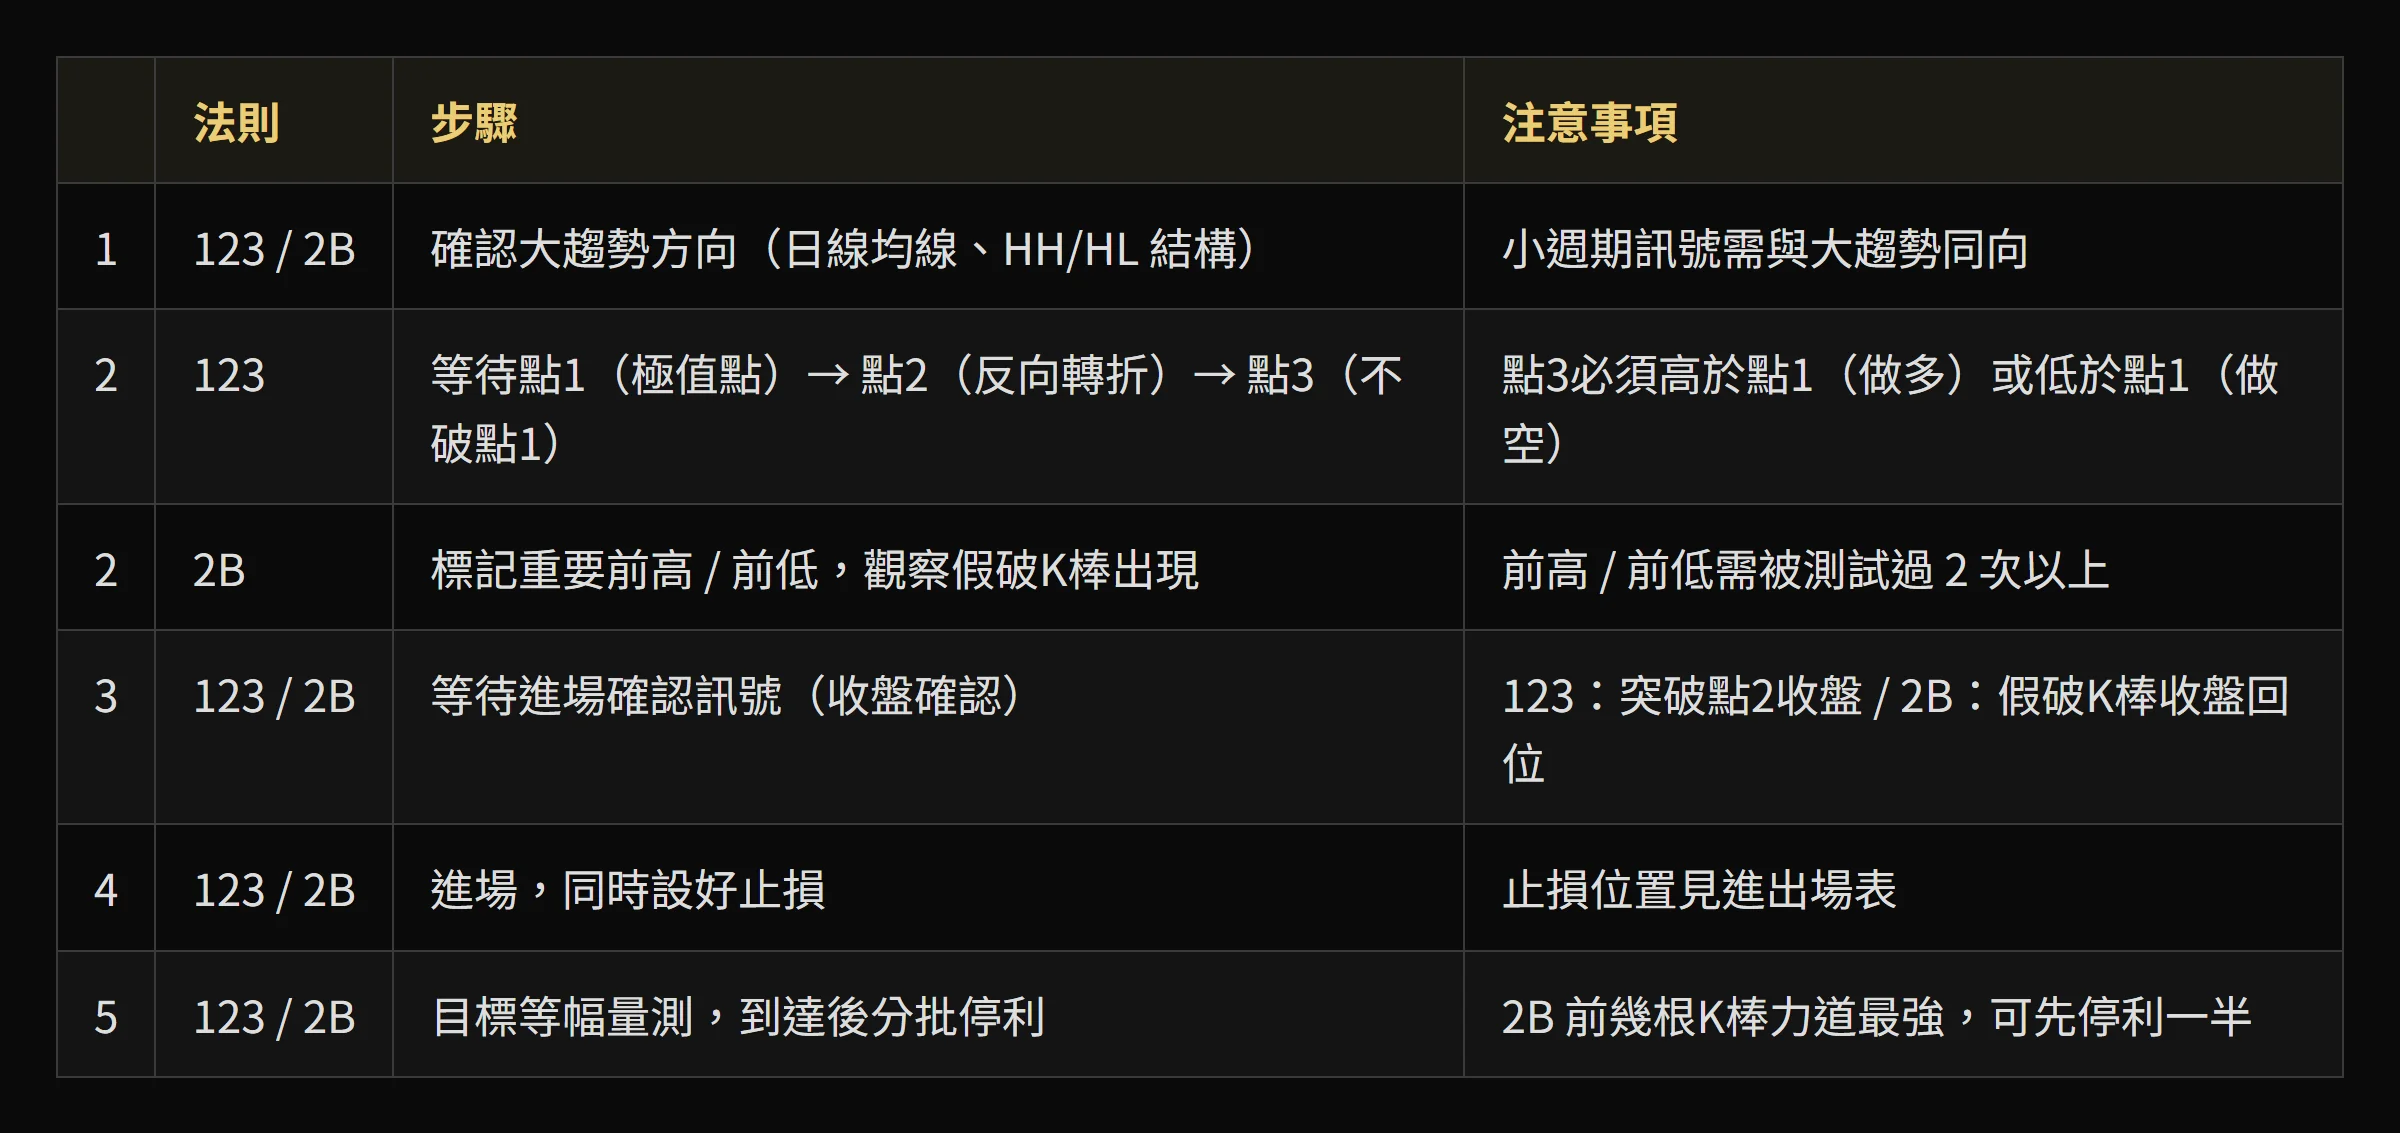 法則 步驟 注意事項
1 123 / 2B 確認大趨勢方向（日線均線、HH/HL 結構） 小週期訊號需與大趨勢同向
2 123 等待點1（極值點）→ 點2（反向轉折）→ 點3（不 點3必須高於點1（做多）或低於點1（做
破點1） 空）
2 2B 標記重要前高 / 前低，觀察假破K棒出現 前高 / 前低需被測試過 2 次以上
3 123 / 2B 等待進場確認訊號（收盤確認） 123：突破點2收盤 / 2B：假破K棒收盤回
位
4 123 / 2B 進場，同時設好止損 止損位置見進出場表
5 123 / 2B 目標等幅量測，到達後分批停利 2B 前幾根K棒力道最強，可先停利一半